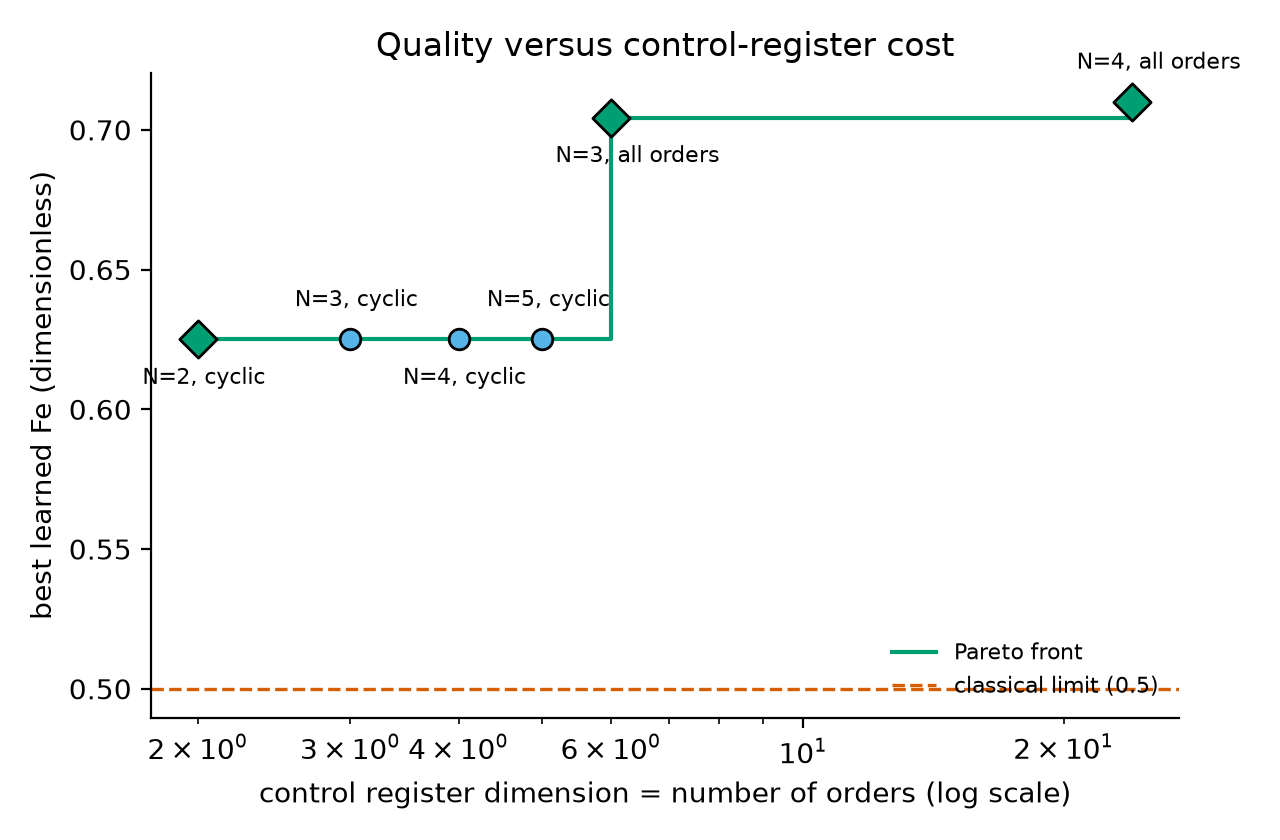 Quality versus control-register cost
N=4, all orders
0.70
N=3, all orders
0.65
N=3, cyclic
N=5, cyclic
N=2, cyclic
N=4, cyclic
0.60
0.55
Pareto front
0.50
classical limit (0.5)
best learned Fe (dimensionless)
2 × 10⁰
3 × 10⁰
4 × 10⁰
6 × 10⁰
10¹
2 × 10¹
control register dimension = number of orders (log scale)